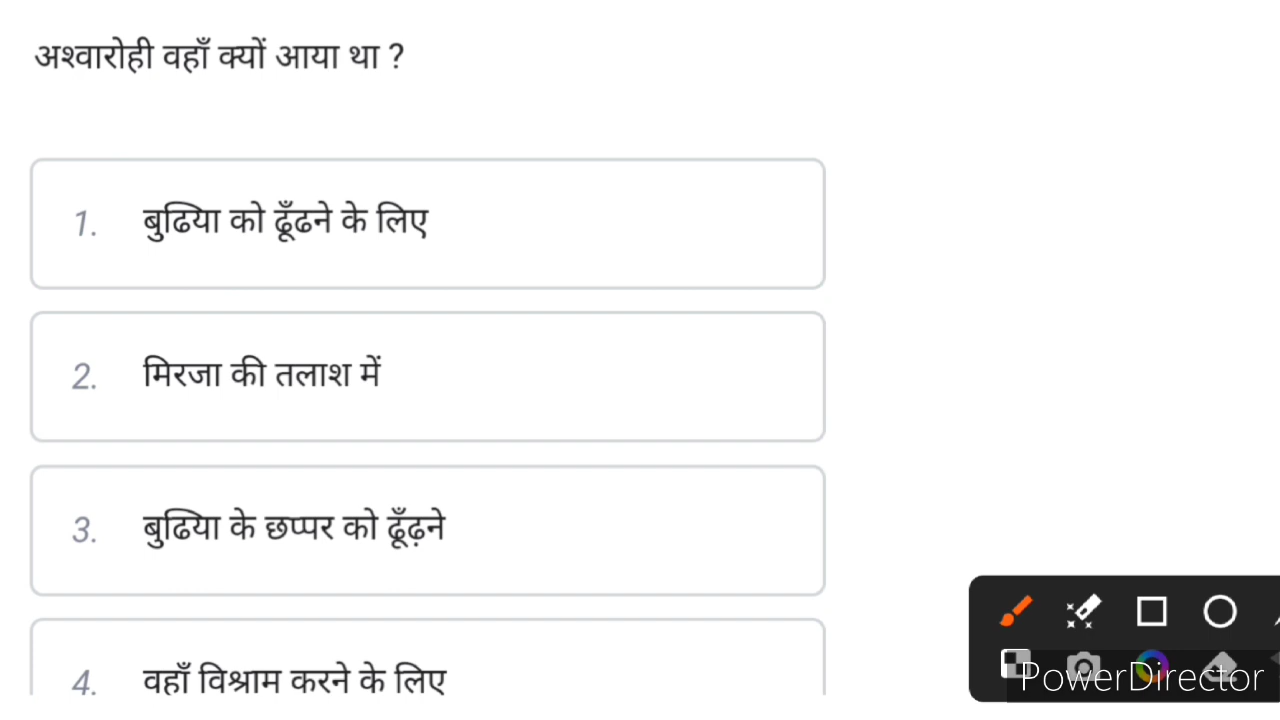 अश्वारोही वहाँ क्यों आया था ?
1. बुढिया को ढूँढने के लिए
2. मिरजा की तलाश में
3. बुढिया के छप्पर को ढूँढ़ने
4. वहाँ विश्राम करने के लिए
PowerDirector